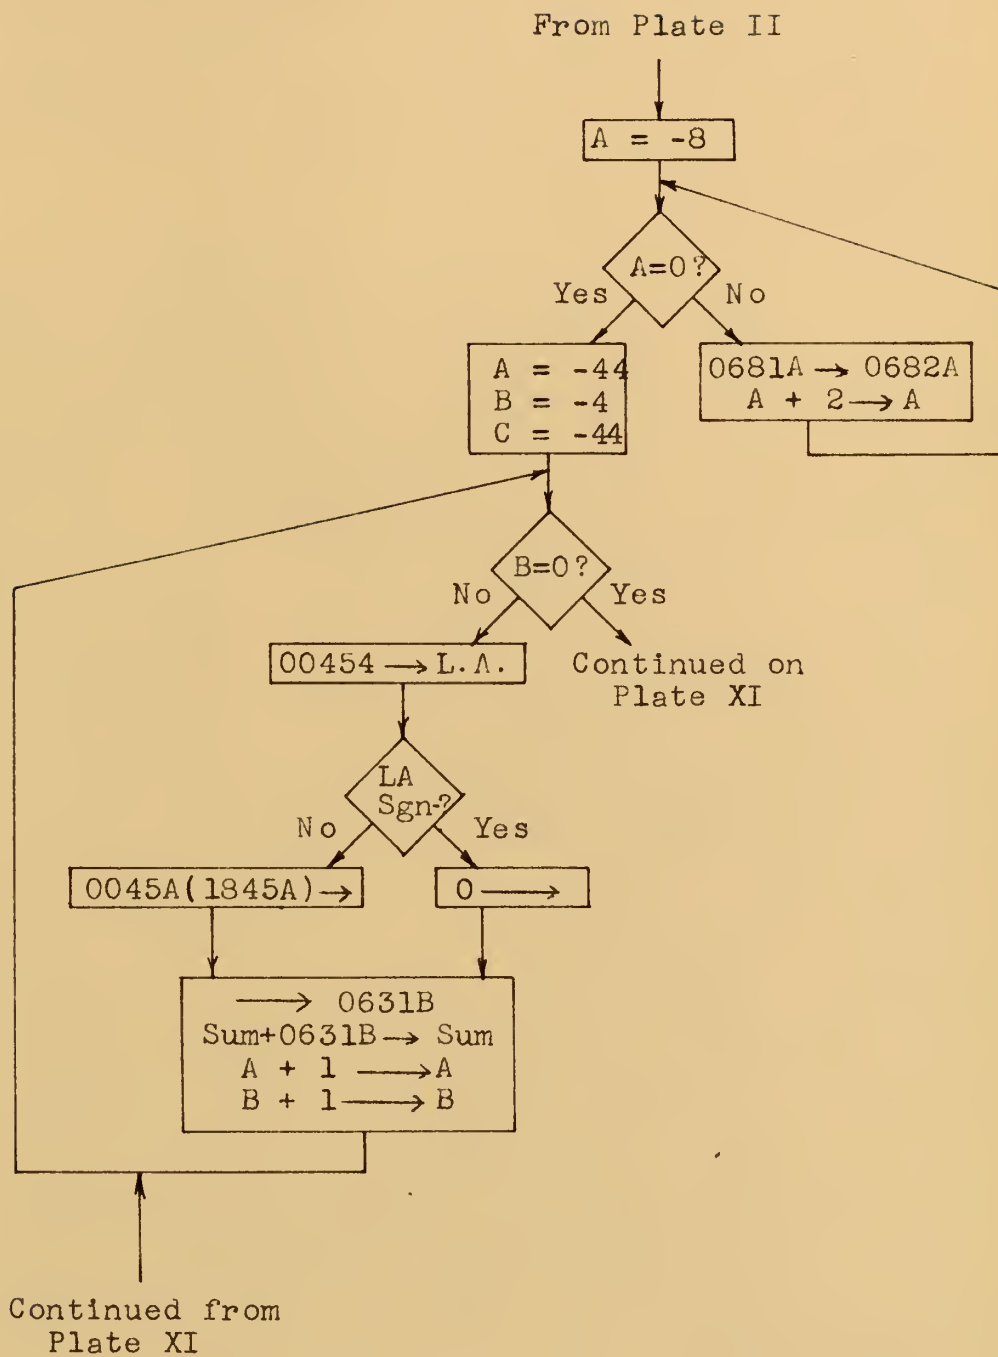 From Plate II
A = -8
A=0?
Yes
No
A = -44
B = -4
C = -44
0681A → 0682A
A + 2 → A
B=0?
No
Yes
00454 → L.A.
Continued on
Plate XI
LA
Sgn-?
No
Yes
0045A(1845A) →
0 →
→ 0631B
Sum+0631B → Sum
A + 1 → A
B + 1 → B
Continued from
Plate XI